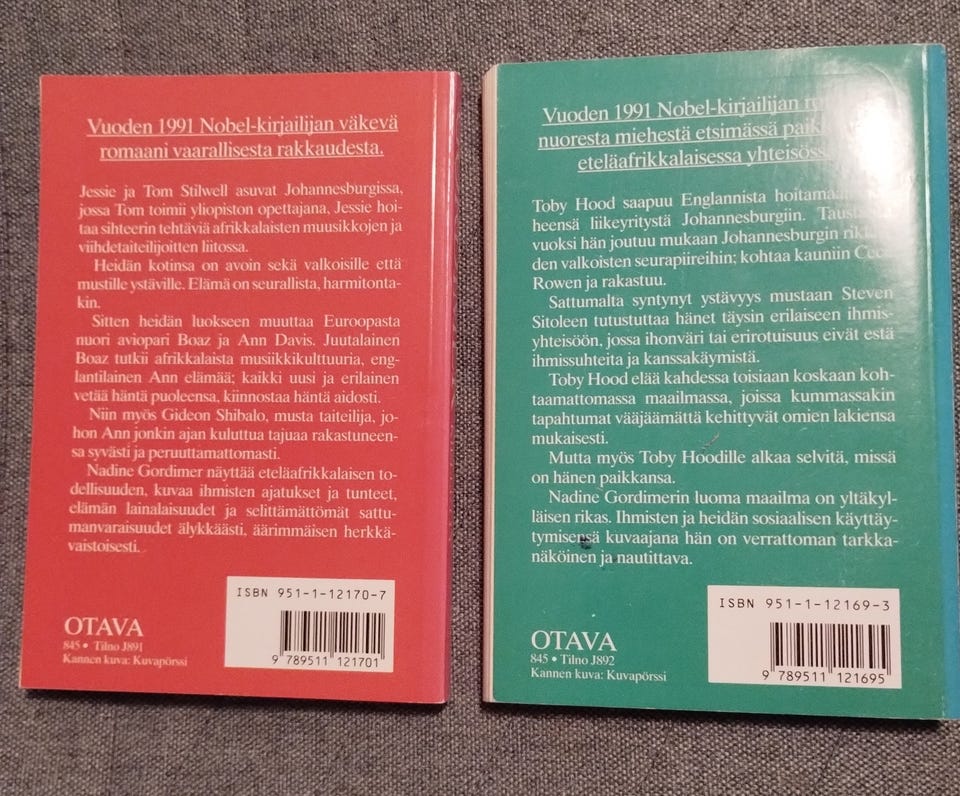 Vuoden 1991 Nobel-kirjailijan väkevä
romaani vaarallisesta rakkaudesta.
Jessie ja Tom Stilwell asuvat Johannesburgissa,
jossa Tom toimii yliopiston opettajana, Jessie hoi-
taa sihteerin tehtäviä afrikkalaisten muusikkojen ja
viihdetaiteilijoitten liitossa.
Heidän kotinsa on avoin sekä valkoisille että
mustille ystäville. Elämä on seurallista, harmitonta-
kin.
Sitten heidän luokseen muuttaa Euroopasta
nuori aviopari Boaz ja Ann Davis. Juutalainen
Boaz tutkii afrikkalaista musiikkikulttuuria, eng-
lantilainen Ann elämää; kaikki uusi ja erilainen
vetää häntä puoleensa, kiinnostaa häntä aidosti.
Niin myös Gideon Shibalo, musta taiteilija, jo-
hon Ann jonkin ajan kuluttua tajuaa rakastuneen-
sa syvästi ja peruuttamattomasti.
Nadine Gordimer näyttää eteläafrikkalaisen to-
dellisuuden, kuvaa ihmisten ajatukset ja tunteet,
elämän lainalaisuudet ja selittämättömät sattu-
manvaraisuudet älykkäästi, äärimmäisen herkkä-
vaistoisesti.
ISBN 951-1-12170-7
OTAVA
845 • Tilno J891
Kannen kuva: Kuvapörssi
9 789511 121701
Vuoden 1991 Nobel-kirjailijan
nuoresta miehestä etsimässä
eteläafrikkalaisessa
Toby Hood saapuu Englannista
heensä liikeyritystä Johannesburgiin.
vuoksi hän joutuu mukaan Johannesburgin
den valkoisten seurapiireihin; kohtaa kauniin
Rowen ja rakastuu.
Sattumalta syntynyt ystävyys mustaan Steven
Sitoleen tutustuttaa hänet täysin erilaiseen ihmis-
yhteisöön, jossa ihonväri tai erirotuisuus eivät estä
ihmissuhteita ja kanssakäymistä.
Toby Hood elää kahdessa toisiaan koskaan koh-
taamattomassa maailmassa, joissa kummassakin
tapahtumat vääjäämättä kehittyvät omien lakiensa
mukaisesti.
Mutta myös Toby Hoodille alkaa selvitä, missä
on hänen paikkansa.
Nadine Gordimerin luoma maailma on yltäkyl-
läisen rikas. Ihmisten ja heidän sosiaalisen käyttäy-
tymisensä kuvaajana hän on verrattoman tarkka-
näköinen ja nautittava.
ISBN 951-1-12169-3
OTAVA
845 • Tilno J892
Kannen kuva: Kuvapörssi
9 789511 121695